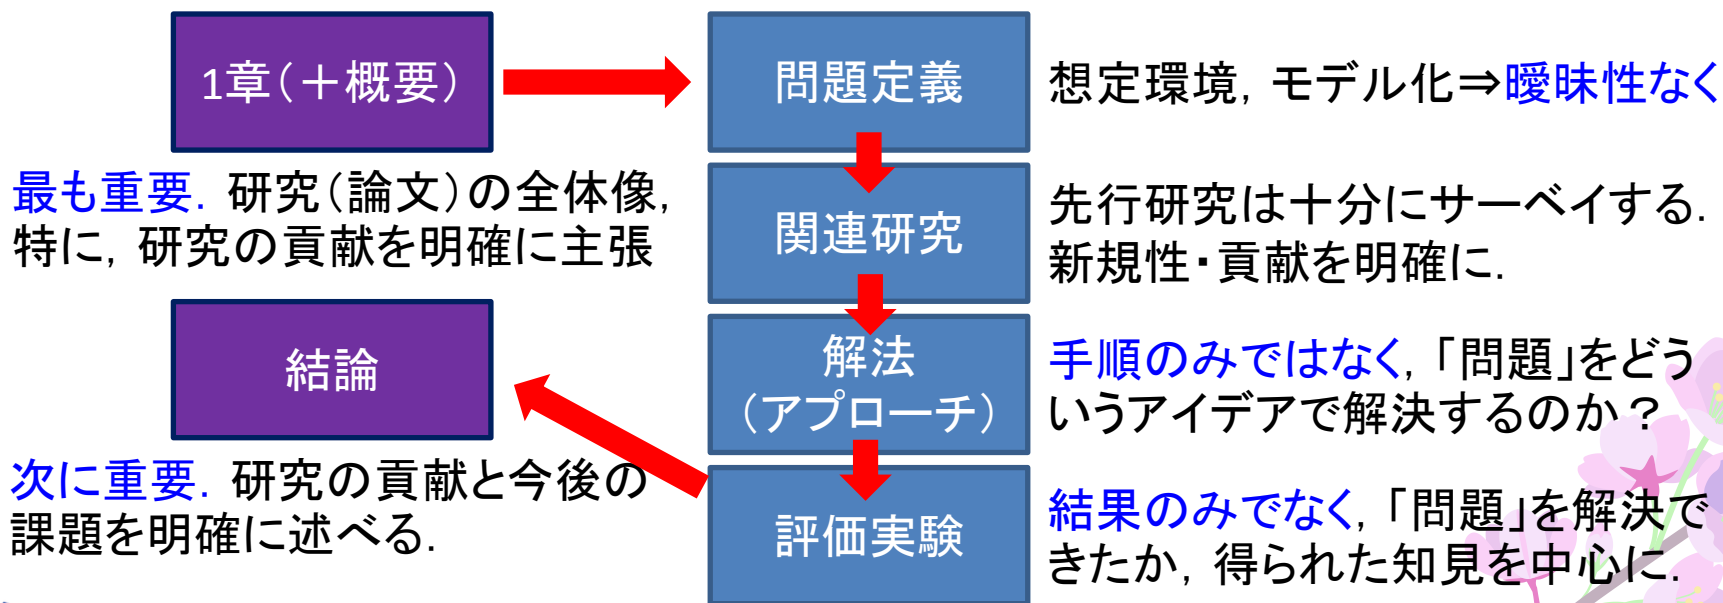 1章（＋概要）
最も重要．研究（論文）の全体像，
特に，研究の貢献を明確に主張
問題定義
想定環境，モデル化⇒曖昧性なく
関連研究
先行研究は十分にサーベイする．
新規性・貢献を明確に．
解法
（アプローチ）
手順のみではなく，「問題」をどう
いうアイデアで解決するのか？
評価実験
結果のみでなく，「問題」を解決で
きたか，得られた知見を中心に．
結論
次に重要．研究の貢献と今後の
課題を明確に述べる．